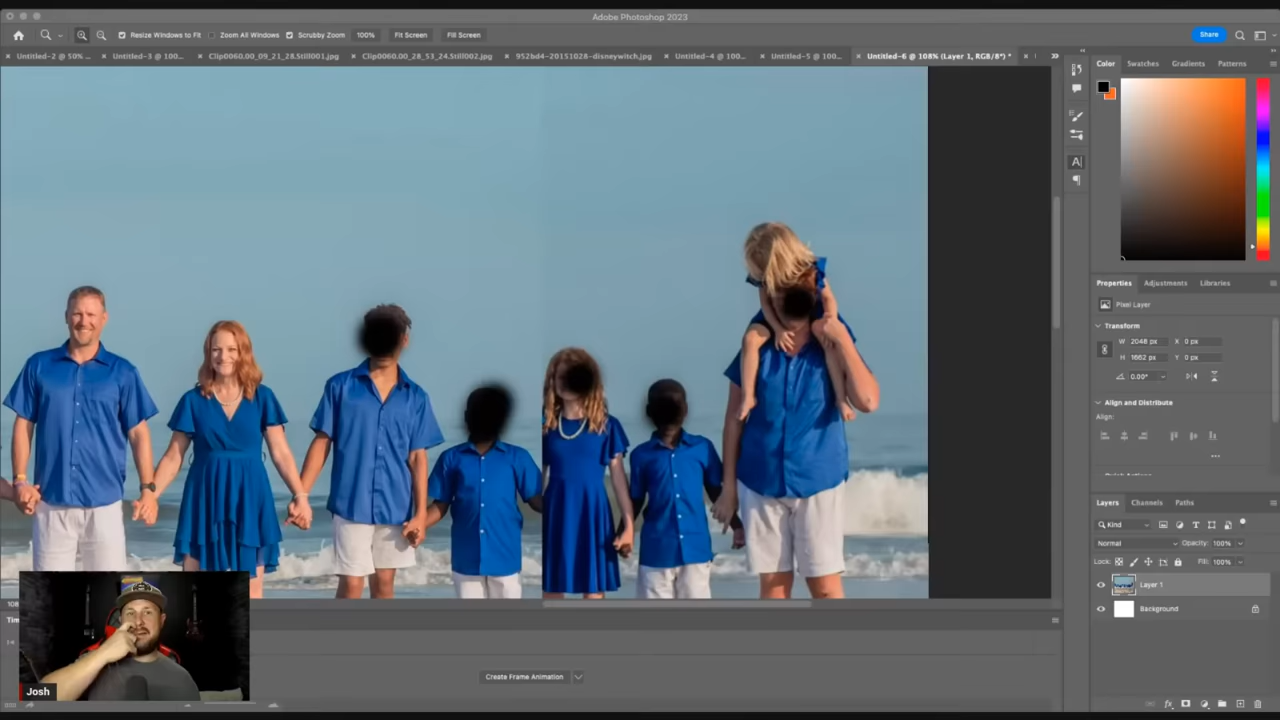 Adobe Photoshop 2023
Resize Windows to Fit Zoom All Windows Scrubby Zoom 100% Fit Screen Fill Screen Share
Untitled-2 @ 50% ... Untitled-3 @ 100... Clip0060.00_09_21_28.Still001.jpg Clip0060.00_28_53_24.Still002.jpg 952bd4-20151028-disneywitch.jpg Untitled-4 @ 100... Untitled-5 @ 100... Untitled-6 @ 108% (Layer 1, RGB/8*) *
Color Swatches Gradients Patterns
A|
Properties Adjustments Libraries
Pixel Layer
Transform
W 2048 px X 0 px
H 1662 px Y 0 px
0.00°
Align and Distribute
Align:
Layers Channels Paths
Kind
Normal Opacity: 100%
Lock: Fill: 100%
Layer 1
Background
108
Tim
Create Frame Animation
Josh